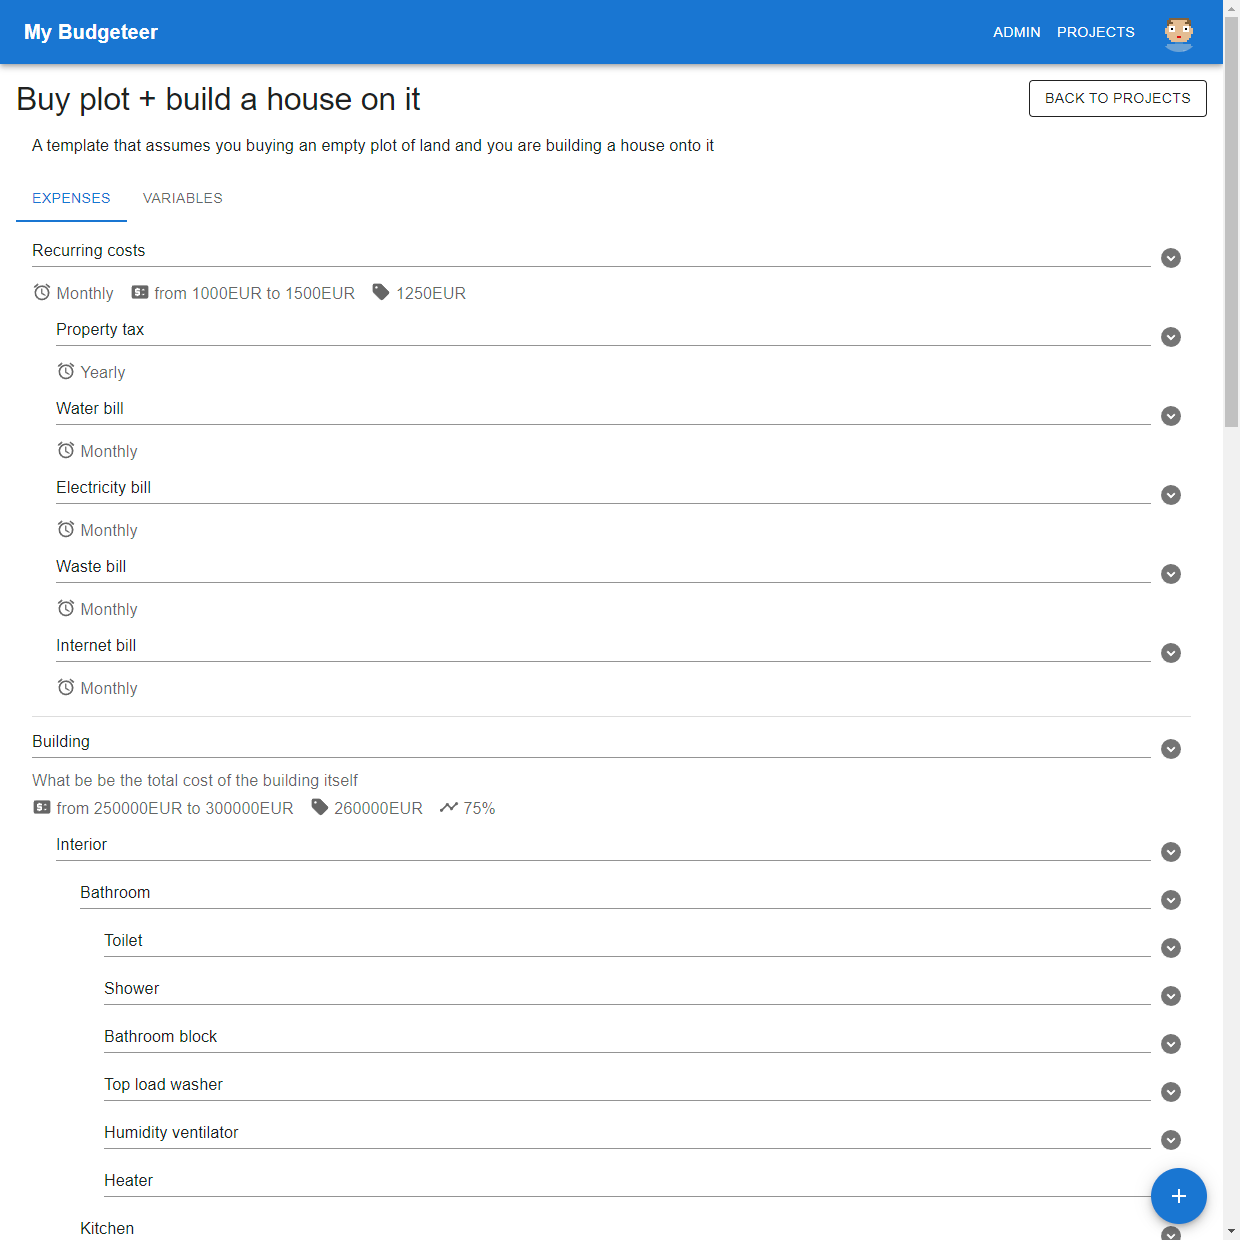 My Budgeteer
ADMIN PROJECTS
Buy plot + build a house on it
BACK TO PROJECTS
A template that assumes you buying an empty plot of land and you are building a house onto it
EXPENSES VARIABLES
Recurring costs
Monthly from 1000EUR to 1500EUR 1250EUR
Property tax
Yearly
Water bill
Monthly
Electricity bill
Monthly
Waste bill
Monthly
Internet bill
Monthly
Building
What be be the total cost of the building itself
from 250000EUR to 300000EUR 260000EUR 75%
Interior
Bathroom
Toilet
Shower
Bathroom block
Top load washer
Humidity ventilator
Heater
Kitchen